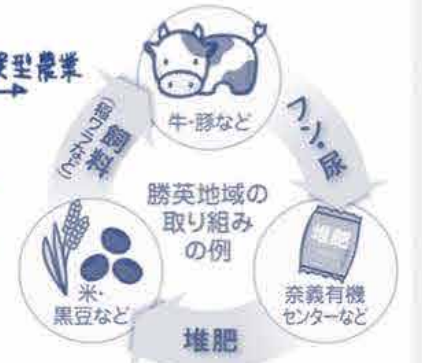 型農業
牛・豚など
フン・尿
堆肥
奈義有機
センターなど
堆肥
米・
黒豆など
飼料
(稲ワラなど)
勝英地域の
取り組み
の例